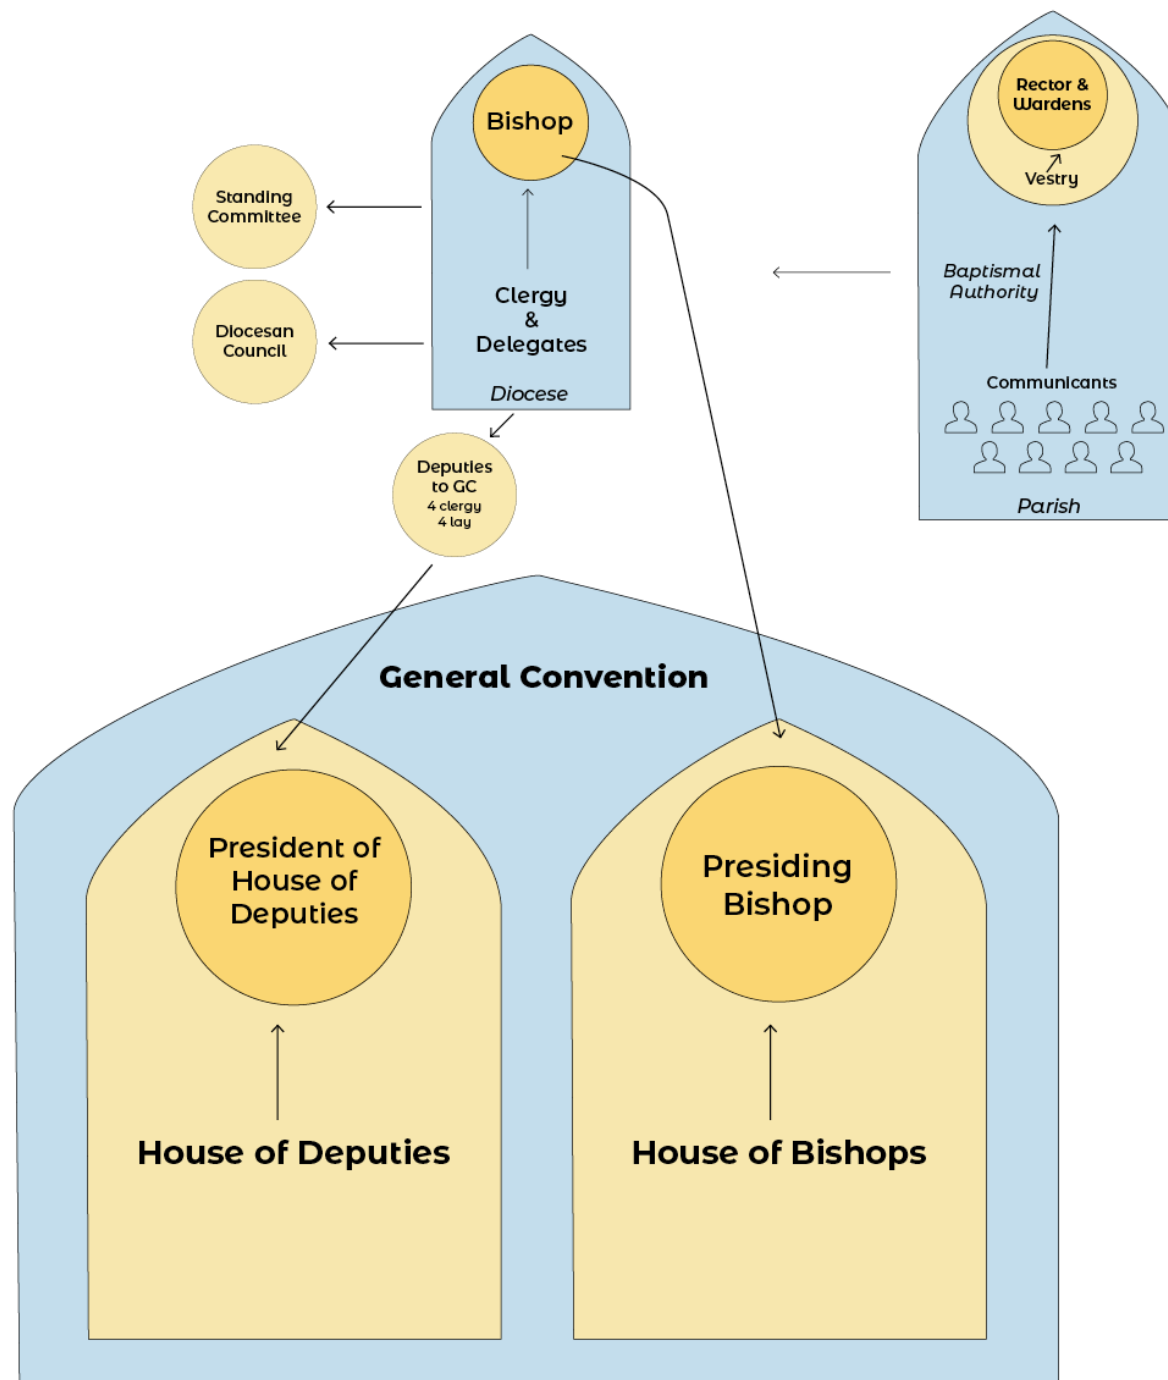 Bishop
Standing
Committee
Diocesan
Council
Clergy
&
Delegates
Diocese
Rector &
Wardens
Vestry
Baptismal
Authority
Communicants
Parish
Deputies
to GC
4 clergy
4 lay
General Convention
President of
House of
Deputies
House of Deputies
Presiding
Bishop
House of Bishops